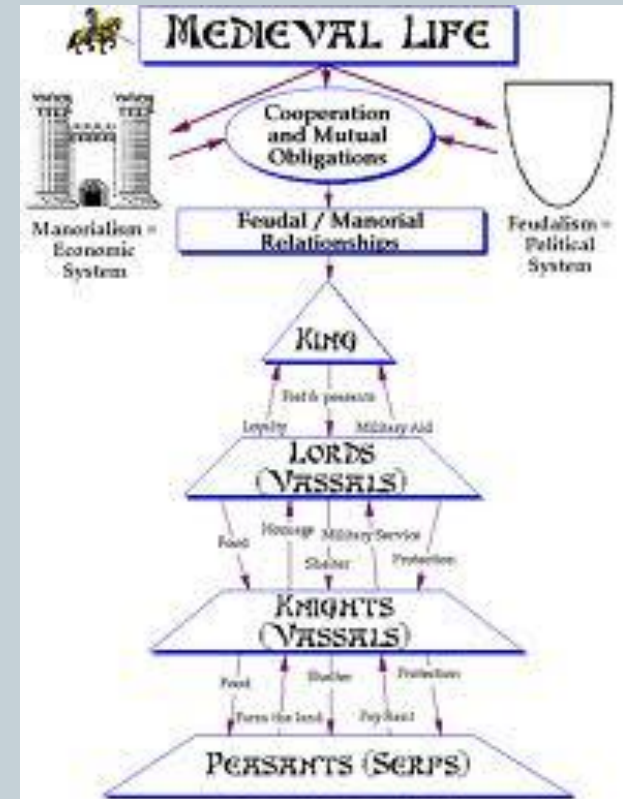 MEDIEVAL LIFE
Cooperation
and Mutual
Obligations
Manorialism =
Economic
System
Feudal / Manorial
Relationships
Feudalism =
Political
System
KING
Loyalty
Fief & peasants
Military Aid
LORDS
(VASSALS)
Food
Homage
Shelter
Military Service
Protection
KNIGHTS
(VASSALS)
Food
Farm the land
Shelter
Pay Rent
Protection
PEASANTS (SERFS)